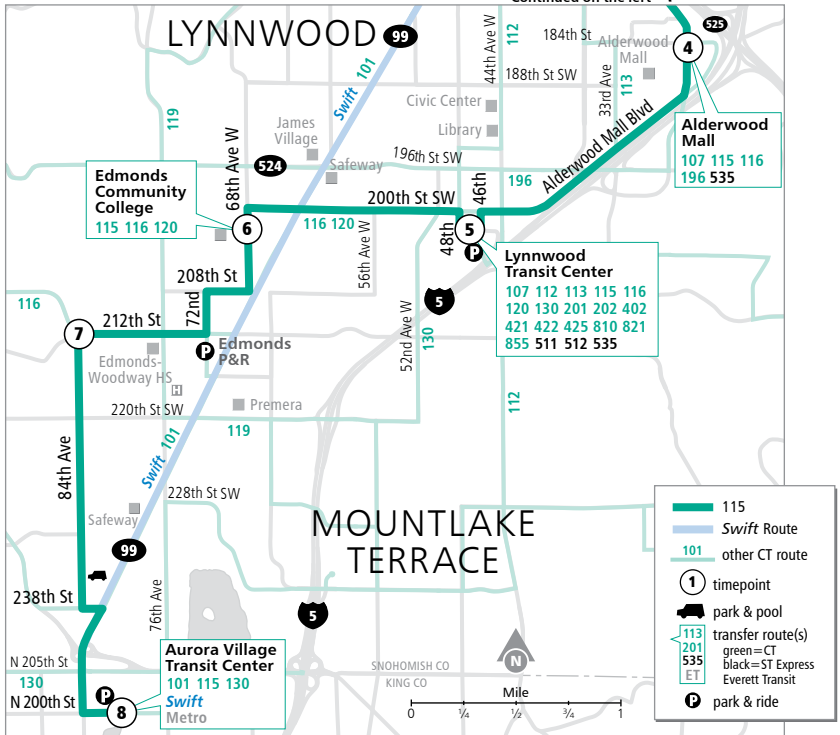 Continued on the left
LYNNWOOD
99
525
4
184th St
Alderwood
Mall
44th Ave W
112
33rd Ave
113
188th St SW
Swift 101
119
Civic Center
Library
James
Village
Safeway
524
196th St SW
196
Alderwood Mall Blvd
Alderwood
Mall
107 115 116
196 535
68th Ave W
Edmonds
Community
College
115 116 120
6
200th St SW
116 120
46th
48th
5
P
56th Ave W
Lynnwood
Transit Center
107 112 113 115 116
120 130 201 202 402
421 422 425 810 821
855 511 512 535
208th St
72nd
116
7
212th St
5
52nd Ave W
130
P
Edmonds
P&R
Edmonds-
Woodway HS
H
220th St SW
Premera
119
112
84th Ave
Swift 101
228th St SW
Safeway
99
MOUNTLAKE
TERRACE
238th St
76th Ave
5
Aurora Village
Transit Center
101 115 130
Swift
Metro
N 205th St
130
N 200th St
P
8
SNOHOMISH CO
KING CO
N
Mile
0 ¼ ½ ¾ 1
115
Swift Route
101 other CT route
1 timepoint
park & pool
113 transfer route(s)
201 green=CT
535 black=ST Express
ET Everett Transit
P park & ride